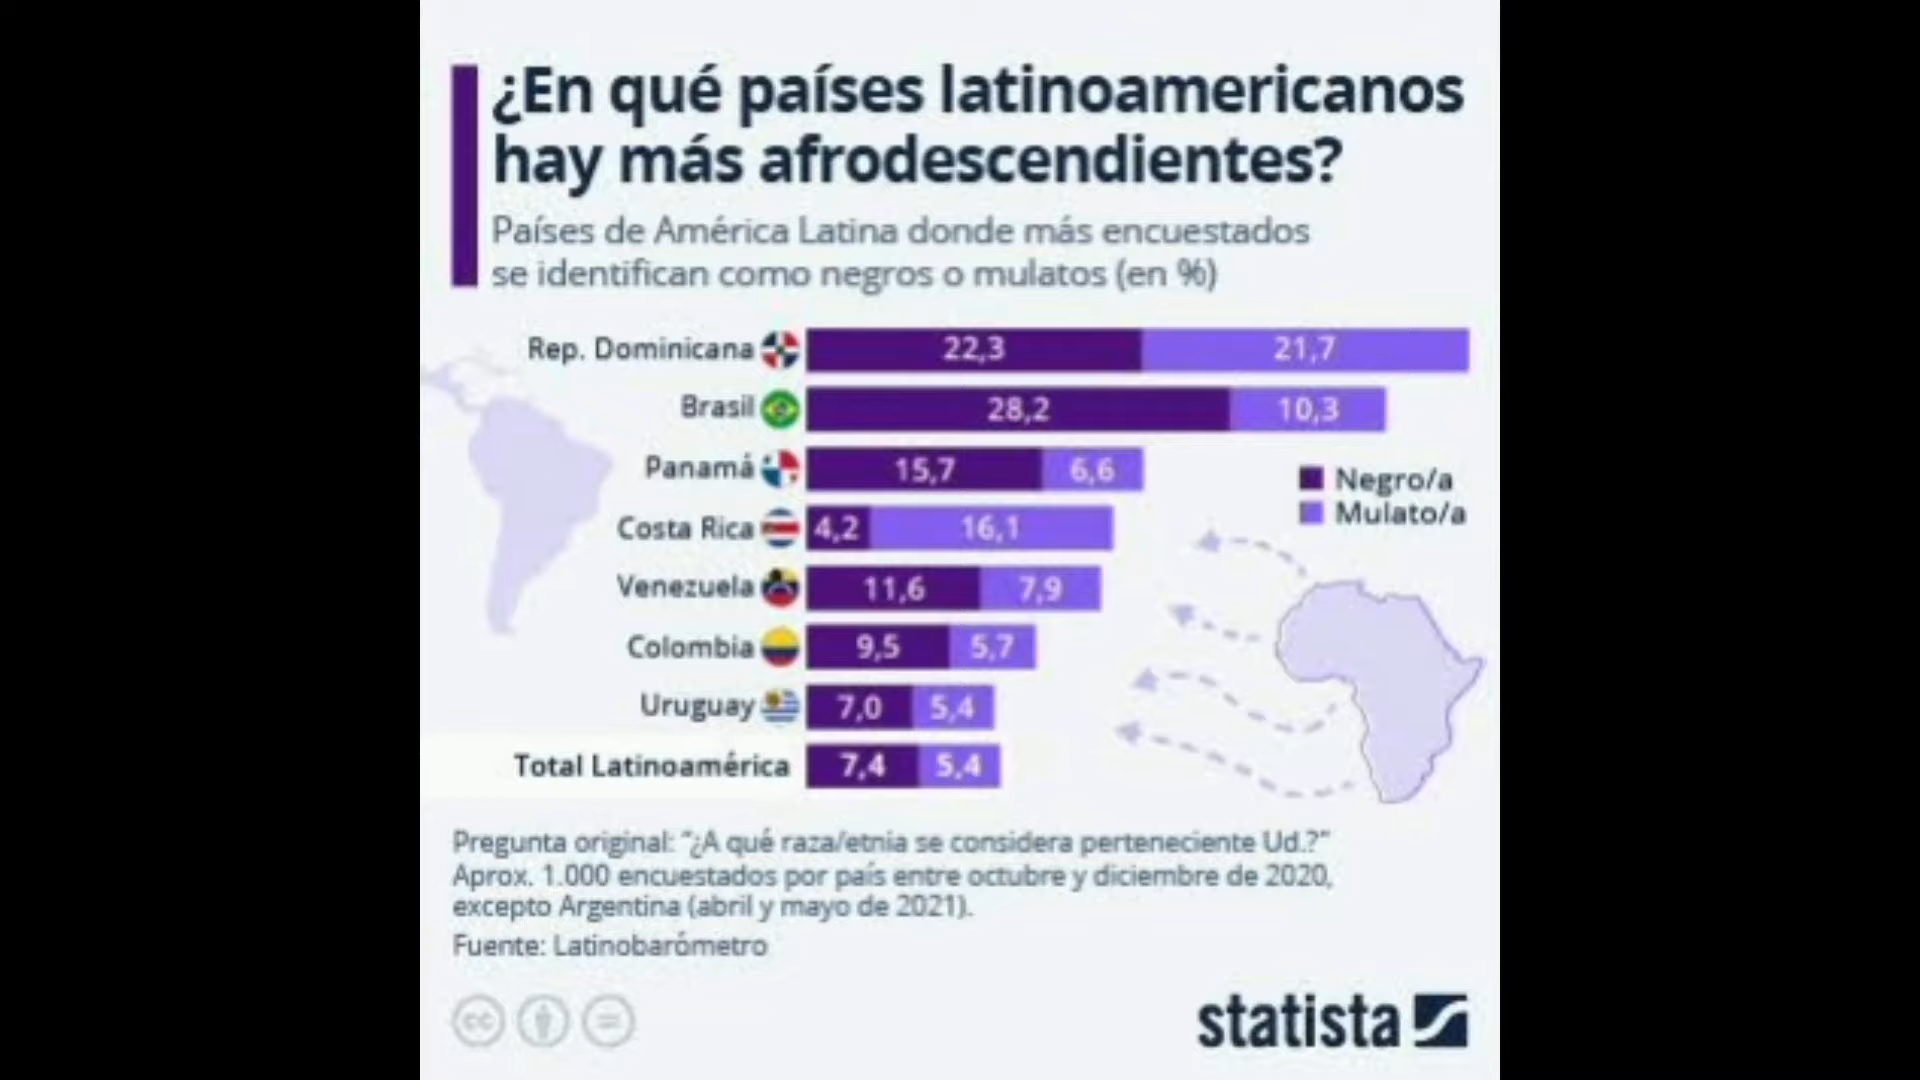 ¿En qué países latinoamericanos
hay más afrodescendientes?
Países de América Latina donde más encuestados
se identifican como negros o mulatos (en %)
Rep. Dominicana 22,3 21,7
Brasil 28,2 10,3
Panamá 15,7 6,6
Negro/a
Mulato/a
Costa Rica 4,2 16,1
Venezuela 11,6 7,9
Colombia 9,5 5,7
Uruguay 7,0 5,4
Total Latinoamérica 7,4 5,4
Pregunta original: "¿A qué raza/etnia se considera perteneciente Ud.?"
Aprox. 1.000 encuestados por país entre octubre y diciembre de 2020,
excepto Argentina (abril y mayo de 2021).
Fuente: Latinobarómetro
cc
statista